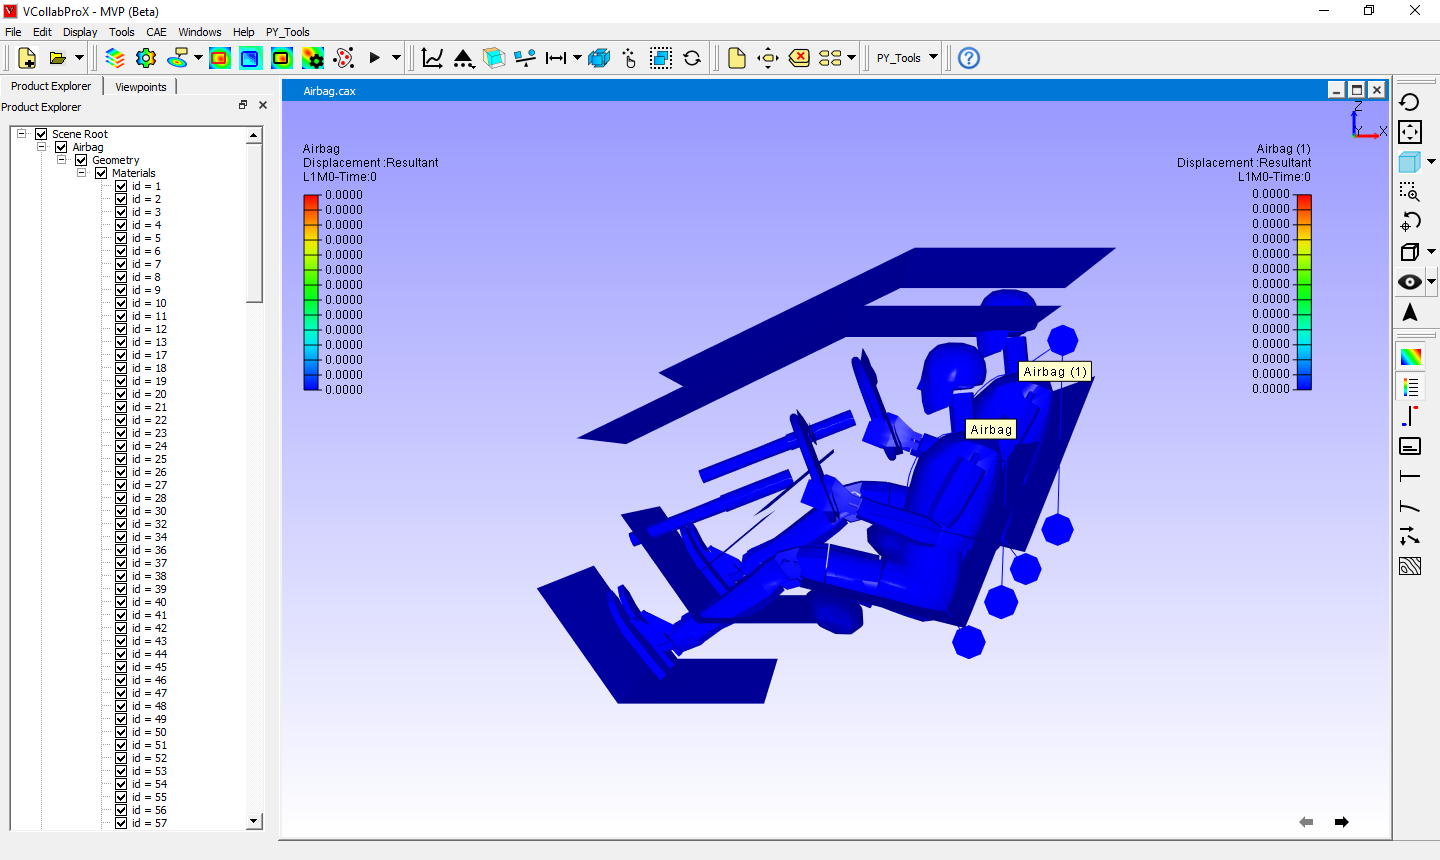 VCollabProX - MVP (Beta)
File Edit Display Tools CAE Windows Help PY_Tools
PY_Tools
Product Explorer Viewpoints
Product Explorer
Scene Root
Airbag
Geometry
Materials
id = 1
id = 2
id = 3
id = 4
id = 5
id = 6
id = 7
id = 8
id = 9
id = 10
id = 11
id = 12
id = 13
id = 17
id = 18
id = 19
id = 20
id = 21
id = 22
id = 23
id = 24
id = 25
id = 26
id = 27
id = 28
id = 30
id = 32
id = 34
id = 36
id = 37
id = 38
id = 39
id = 40
id = 41
id = 42
id = 43
id = 44
id = 45
id = 46
id = 47
id = 48
id = 49
id = 50
id = 51
id = 52
id = 53
id = 54
id = 55
id = 56
id = 57
Airbag.cax
Z
Y X
Airbag
Displacement :Resultant
L1M0-Time:0
0.0000
0.0000
0.0000
0.0000
0.0000
0.0000
0.0000
0.0000
0.0000
0.0000
0.0000
0.0000
0.0000
0.0000
Airbag (1)
Displacement :Resultant
L1M0-Time:0
0.0000
0.0000
0.0000
0.0000
0.0000
0.0000
0.0000
0.0000
0.0000
0.0000
0.0000
0.0000
0.0000
0.0000
Airbag (1)
Airbag